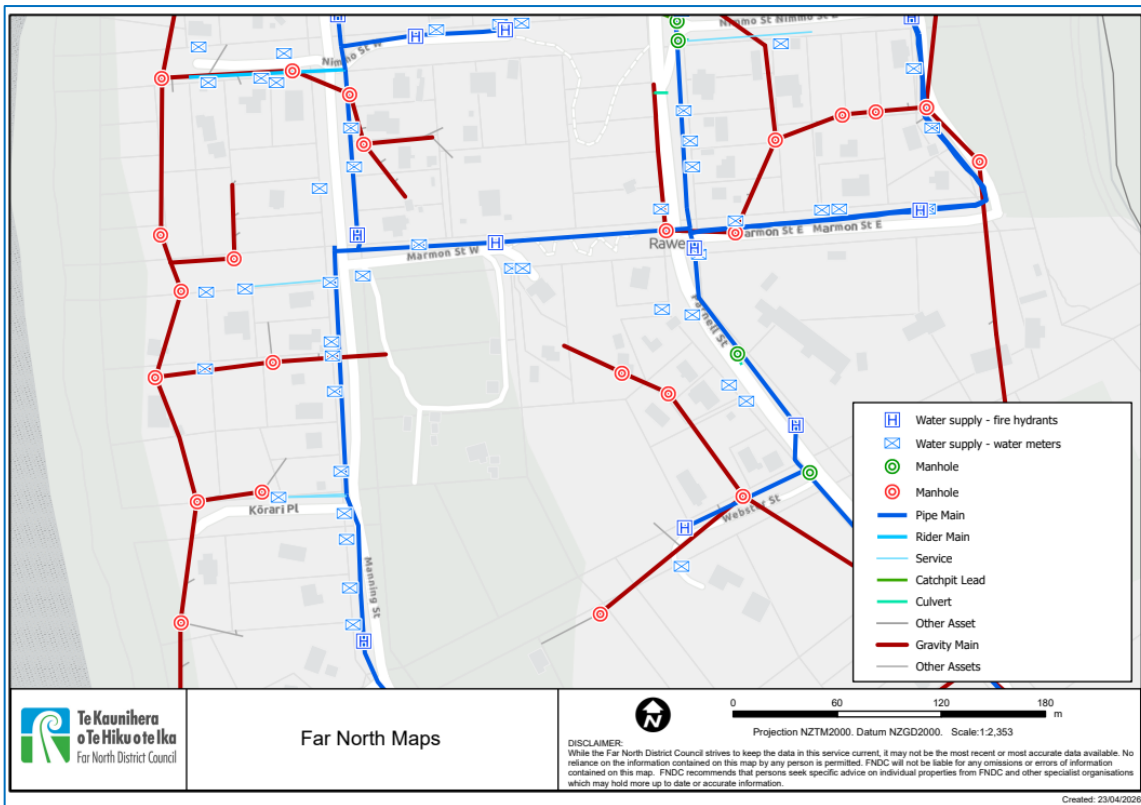 Nimmo St Nimmo St E
Nimmo St W
Rawe
Marmon St E
Marmon St E
Marmon St W
Parnell St
Webster St
Kōrari Pl
Manning St
H Water supply - fire hydrants
Water supply - water meters
Manhole
Manhole
Pipe Main
Rider Main
Service
Catchpit Lead
Culvert
Other Asset
Gravity Main
Other Assets
Te Kaunihera
o Te Hiku o te Ika
Far North District Council
Far North Maps
N
0 60 120 180
m
Projection NZTM2000. Datum NZGD2000. Scale:1:2,353
DISCLAIMER:
While the Far North District Council strives to keep the data in this service current, it may not be the most recent or most accurate data available. No
reliance on the information contained on this map by any person is permitted. FNDC will not be liable for any omissions or errors of information
contained on this map. FNDC recommends that persons seek specific advice on individual properties from FNDC and other specialist organisations
which may hold more up to date or accurate information.
Created: 23/04/2026